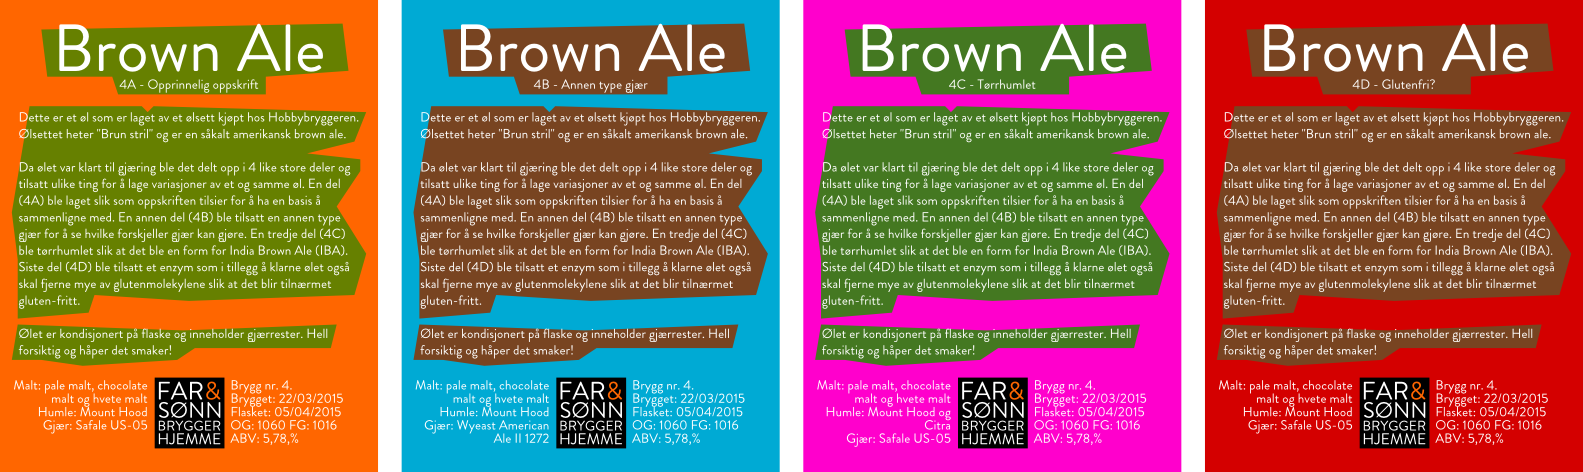 Brown Ale
4A - Opprinnelig oppskrift
Dette er et øl som er laget av et ølsett kjøpt hos Hobbybryggeren.
Ølsettet heter "Brun stril" og er en såkalt amerikansk brown ale.
Da ølet var klart til gjæring ble det delt opp i 4 like store deler og
tilsatt ulike ting for å lage variasjoner av et og samme øl. En del
(4A) ble laget slik som oppskriften tilsier for å ha en basis å
sammenligne med. En annen del (4B) ble tilsatt en annen type
gjær for å se hvilke forskjeller gjær kan gjøre. En tredje del (4C)
ble tørrhumlet slik at det ble en form for India Brown Ale (IBA).
Siste del (4D) ble tilsatt et enzym som i tillegg å klarne ølet også
skal fjerne mye av glutenmolekylene slik at det blir tilnærmet
gluten-fritt.
Ølet er kondisjonert på flaske og inneholder gjærrester. Hell
forsiktig og håper det smaker!
Malt: pale malt, chocolate
malt og hvete malt
Humle: Mount Hood
Gjær: Safale US-05
FAR&
SØNN
BRYGGER
HJEMME
Brygg nr. 4.
Brygget: 22/03/2015
Flasket: 05/04/2015
OG: 1060 FG: 1016
ABV: 5,78,%
Brown Ale
4B - Annen type gjær
Dette er et øl som er laget av et ølsett kjøpt hos Hobbybryggeren.
Ølsettet heter "Brun stril" og er en såkalt amerikansk brown ale.
Da ølet var klart til gjæring ble det delt opp i 4 like store deler og
tilsatt ulike ting for å lage variasjoner av et og samme øl. En del
(4A) ble laget slik som oppskriften tilsier for å ha en basis å
sammenligne med. En annen del (4B) ble tilsatt en annen type
gjær for å se hvilke forskjeller gjær kan gjøre. En tredje del (4C)
ble tørrhumlet slik at det ble en form for India Brown Ale (IBA).
Siste del (4D) ble tilsatt et enzym som i tillegg å klarne ølet også
skal fjerne mye av glutenmolekylene slik at det blir tilnærmet
gluten-fritt.
Ølet er kondisjonert på flaske og inneholder gjærrester. Hell
forsiktig og håper det smaker!
Malt: pale malt, chocolate
malt og hvete malt
Humle: Mount Hood
Gjær: Wyeast American
Ale II 1272
FAR&
SØNN
BRYGGER
HJEMME
Brygg nr. 4.
Brygget: 22/03/2015
Flasket: 05/04/2015
OG: 1060 FG: 1016
ABV: 5,78,%
Brown Ale
4C - Tørrhumlet
Dette er et øl som er laget av et ølsett kjøpt hos Hobbybryggeren.
Ølsettet heter "Brun stril" og er en såkalt amerikansk brown ale.
Da ølet var klart til gjæring ble det delt opp i 4 like store deler og
tilsatt ulike ting for å lage variasjoner av et og samme øl. En del
(4A) ble laget slik som oppskriften tilsier for å ha en basis å
sammenligne med. En annen del (4B) ble tilsatt en annen type
gjær for å se hvilke forskjeller gjær kan gjøre. En tredje del (4C)
ble tørrhumlet slik at det ble en form for India Brown Ale (IBA).
Siste del (4D) ble tilsatt et enzym som i tillegg å klarne ølet også
skal fjerne mye av glutenmolekylene slik at det blir tilnærmet
gluten-fritt.
Ølet er kondisjonert på flaske og inneholder gjærrester. Hell
forsiktig og håper det smaker!
Malt: pale malt, chocolate
malt og hvete malt
Humle: Mount Hood og
Citra
Gjær: Safale US-05
FAR&
SØNN
BRYGGER
HJEMME
Brygg nr. 4.
Brygget: 22/03/2015
Flasket: 05/04/2015
OG: 1060 FG: 1016
ABV: 5,78,%
Brown Ale
4D - Glutenfri?
Dette er et øl som er laget av et ølsett kjøpt hos Hobbybryggeren.
Ølsettet heter "Brun stril" og er en såkalt amerikansk brown ale.
Da ølet var klart til gjæring ble det delt opp i 4 like store deler og
tilsatt ulike ting for å lage variasjoner av et og samme øl. En del
(4A) ble laget slik som oppskriften tilsier for å ha en basis å
sammenligne med. En annen del (4B) ble tilsatt en annen type
gjær for å se hvilke forskjeller gjær kan gjøre. En tredje del (4C)
ble tørrhumlet slik at det ble en form for India Brown Ale (IBA).
Siste del (4D) ble tilsatt et enzym som i tillegg å klarne ølet også
skal fjerne mye av glutenmolekylene slik at det blir tilnærmet
gluten-fritt.
Ølet er kondisjonert på flaske og inneholder gjærrester. Hell
forsiktig og håper det smaker!
Malt: pale malt, chocolate
malt og hvete malt
Humle: Mount Hood
Gjær: Safale US-05
FAR&
SØNN
BRYGGER
HJEMME
Brygg nr. 4.
Brygget: 22/03/2015
Flasket: 05/04/2015
OG: 1060 FG: 1016
ABV: 5,78,%